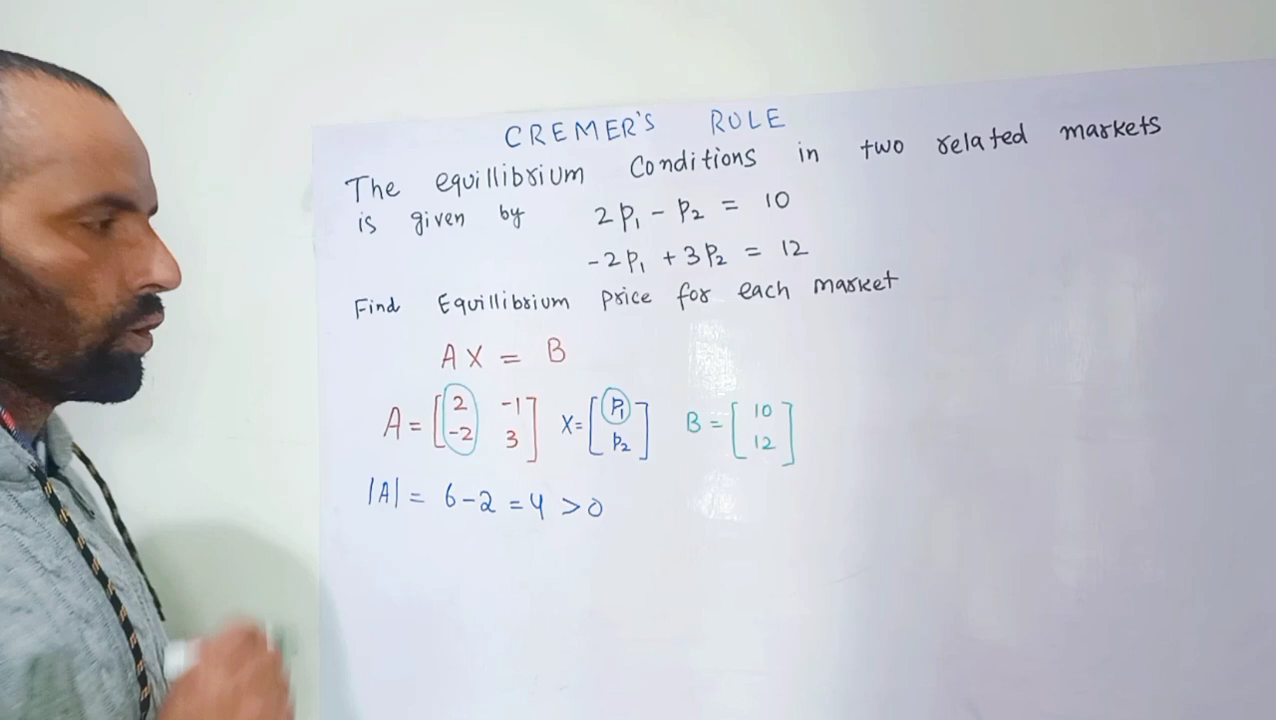 CREMER'S RULE
The equillibrium Conditions in two related markets
is given by 2p₁ - p₂ = 10
-2p₁ + 3p₂ = 12
Find Equillibrium price for each market
AX = B
A = [2 -1; -2 3] X = [p₁; p₂] B = [10; 12]
|A| = 6-2 = 4 > 0